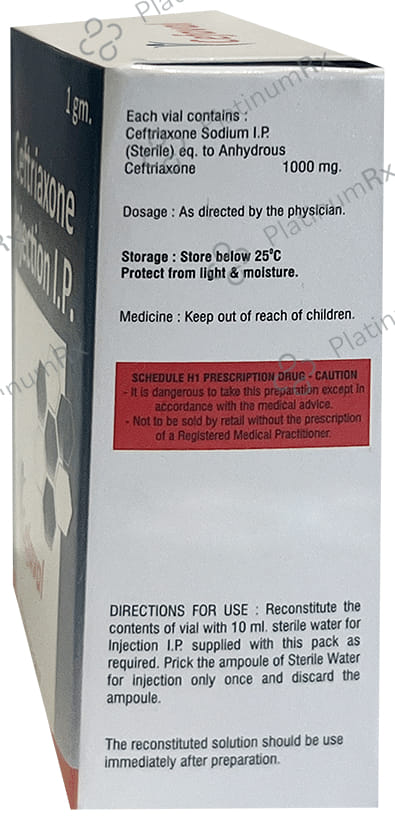 1 gm.
Ceftriaxone
Injection I.P.
Each vial contains :
Ceftriaxone Sodium I.P.
(Sterile) eq. to Anhydrous
Ceftriaxone 1000 mg.
Dosage : As directed by the physician.
Storage : Store below 25°C
Protect from light & moisture.
Medicine : Keep out of reach of children.
SCHEDULE H1 PRESCRIPTION DRUG - CAUTION
- It is dangerous to take this preparation except in
accordance with the medical advice.
- Not to be sold by retail without the prescription
of a Registered Medical Practitioner.
DIRECTIONS FOR USE : Reconstitute the
contents of vial with 10 ml. sterile water for
Injection I.P. supplied with this pack as
required. Prick the ampoule of Sterile Water
for injection only once and discard the
ampoule.
The reconstituted solution should be use
immediately after preparation.
PlatinumRx
PlatinumRx
PlatinumRx